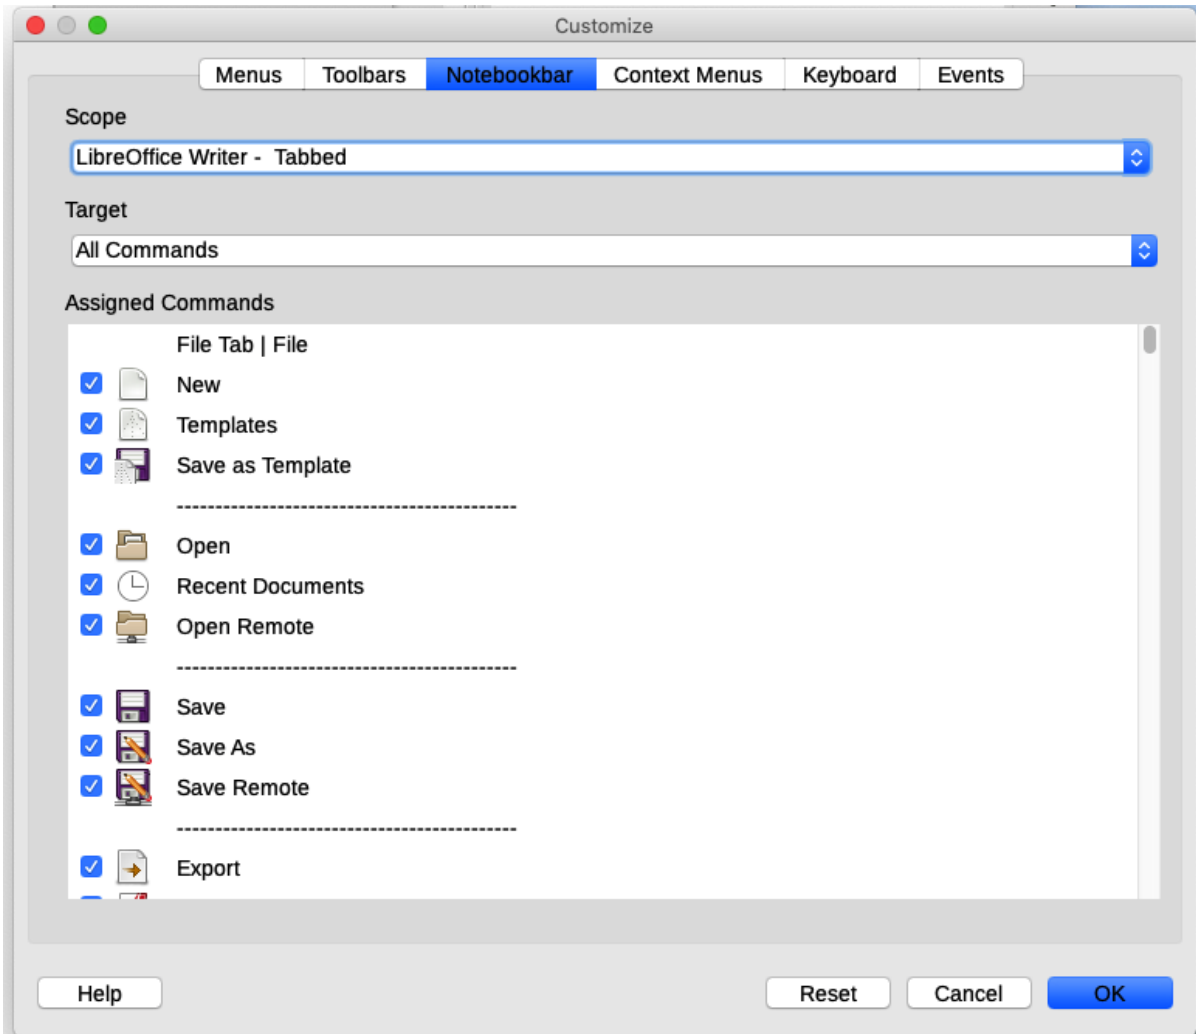 Customize
Menus Toolbars Notebookbar Context Menus Keyboard Events
Scope
LibreOffice Writer -  Tabbed
Target
All Commands
Assigned Commands
File Tab | File
New
Templates
Save as Template
--------------------------------------------
Open
Recent Documents
Open Remote
--------------------------------------------
Save
Save As
Save Remote
--------------------------------------------
Export
Help Reset Cancel OK